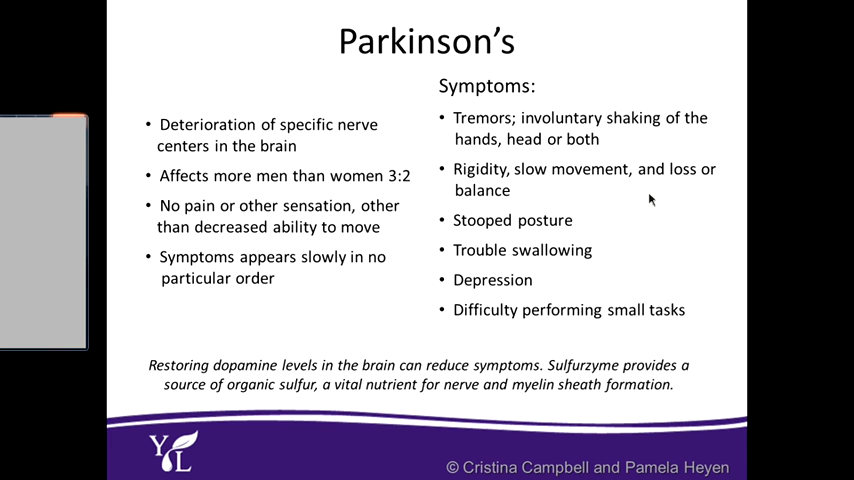 Parkinson's
• Deterioration of specific nerve
centers in the brain
• Affects more men than women 3:2
• No pain or other sensation, other
than decreased ability to move
• Symptoms appears slowly in no
particular order
Symptoms:
• Tremors; involuntary shaking of the
hands, head or both
• Rigidity, slow movement, and loss or
balance
• Stooped posture
• Trouble swallowing
• Depression
• Difficulty performing small tasks
Restoring dopamine levels in the brain can reduce symptoms. Sulfurzyme provides a
source of organic sulfur, a vital nutrient for nerve and myelin sheath formation.
YL
© Cristina Campbell and Pamela Heyen